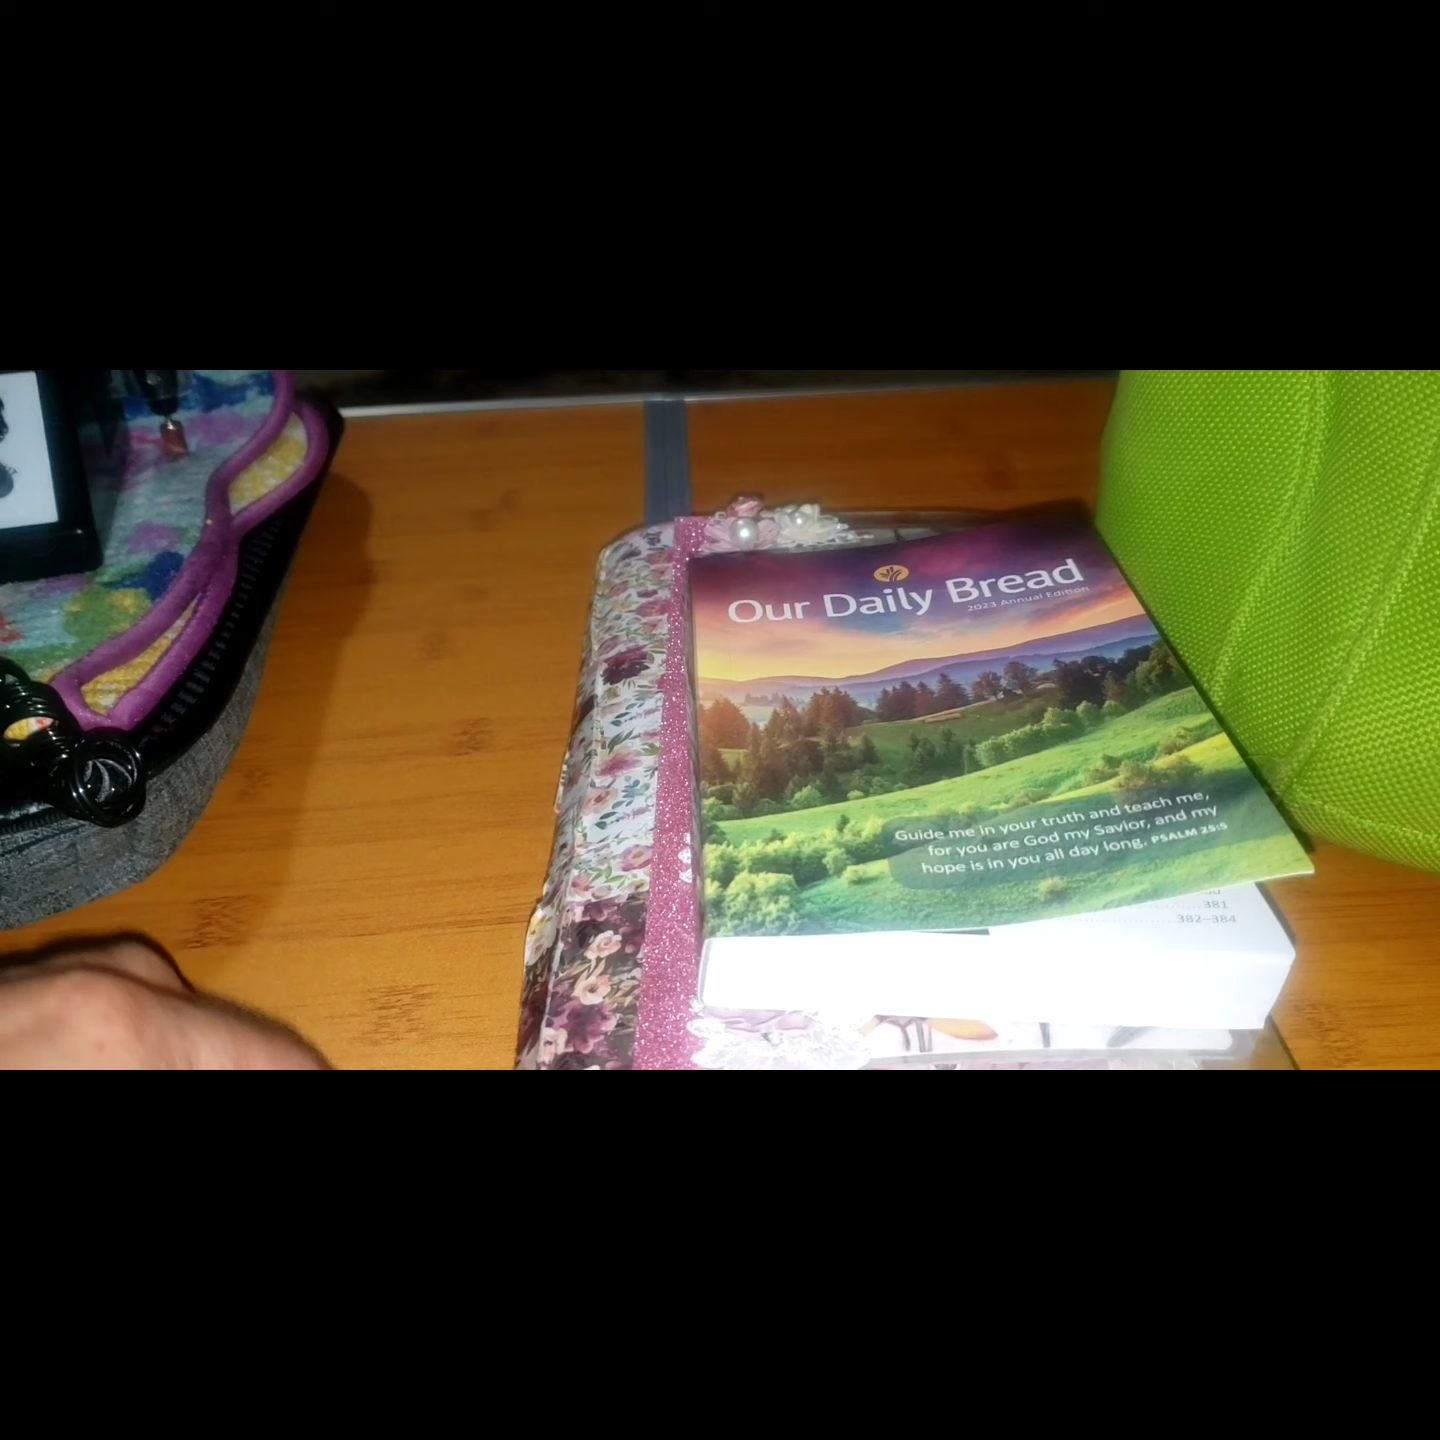 Our Daily Bread
2023 Annual Edition
Guide me in your truth and teach me,
for you are God my Savior, and my
hope is in you all day long. PSALM 25:5
381
382–384